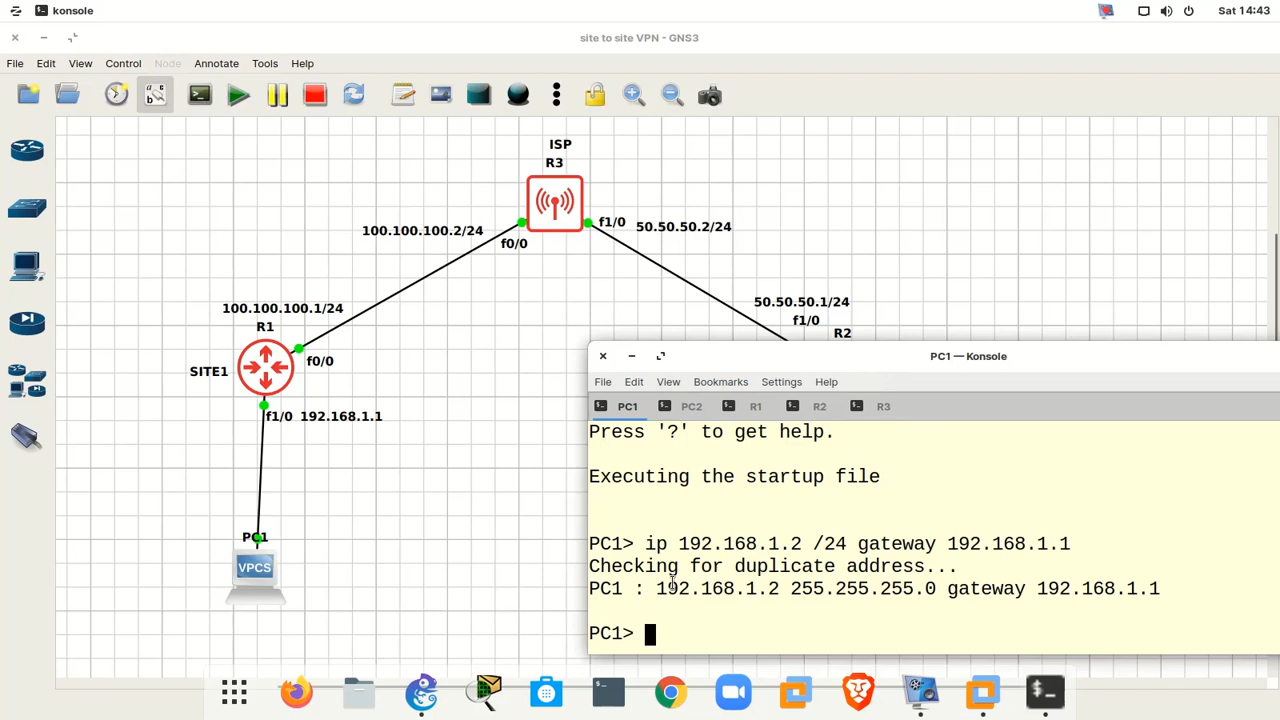 konsole
Sat 14:43
site to site VPN - GNS3
File Edit View Control Node Annotate Tools Help
ISP
R3
100.100.100.2/24
f0/0
f1/0
50.50.50.2/24
100.100.100.1/24
R1
SITE1
f0/0
50.50.50.1/24
f1/0
R2
f1/0 192.168.1.1
PC1
VPCS
PC1 — Konsole
File Edit View Bookmarks Settings Help
PC1 PC2 R1 R2 R3
Press '?' to get help.
Executing the startup file
PC1> ip 192.168.1.2 /24 gateway 192.168.1.1
Checking for duplicate address...
PC1 : 192.168.1.2 255.255.255.0 gateway 192.168.1.1
PC1>